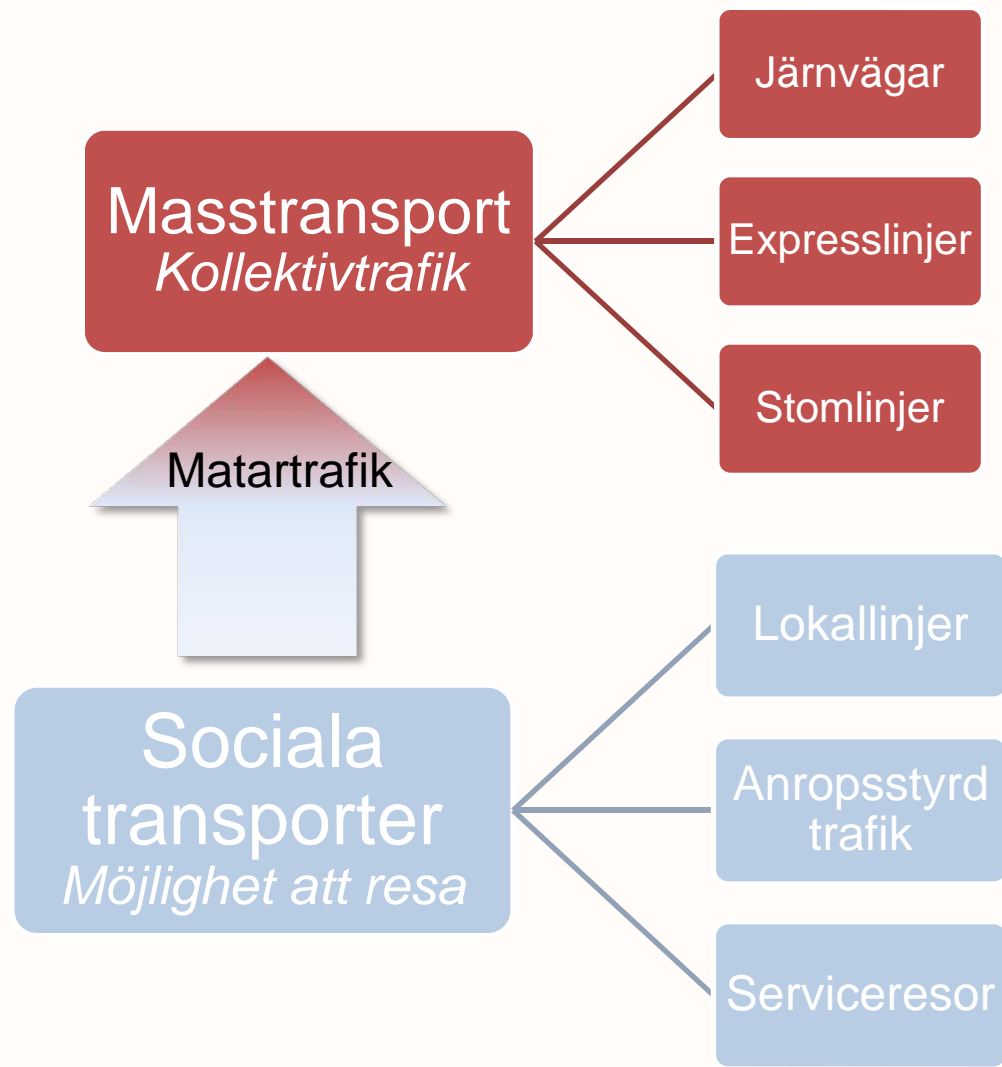 Masstransport
Kollektivtrafik
Järnvägar
Expresslinjer
Stomlinjer
Matartrafik
Sociala
transporter
Möjlighet att resa
Lokallinjer
Anropsstyrd
trafik
Serviceresor